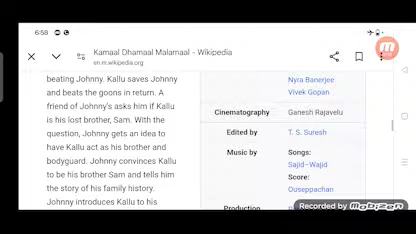 6:58
Kamaal Dhamaal Malamaal - Wikipedia
en.m.wikipedia.org
beating Johnny. Kallu saves Johnny
and beats the goons in return. A
friend of Johnny's asks him if Kallu
is his lost brother, Sam. With the
question, Johnny gets an idea to
have Kallu act as his brother and
bodyguard. Johnny convinces Kallu
to be his brother Sam and tells him
the story of his family history.
Johnny introduces Kallu to his
Nyra Banerjee
Vivek Gopan
Cinematography Ganesh Rajavelu
Edited by T. S. Suresh
Music by Songs:
Sajid–Wajid
Score:
Ouseppachan
Production
Recorded by Mobizen